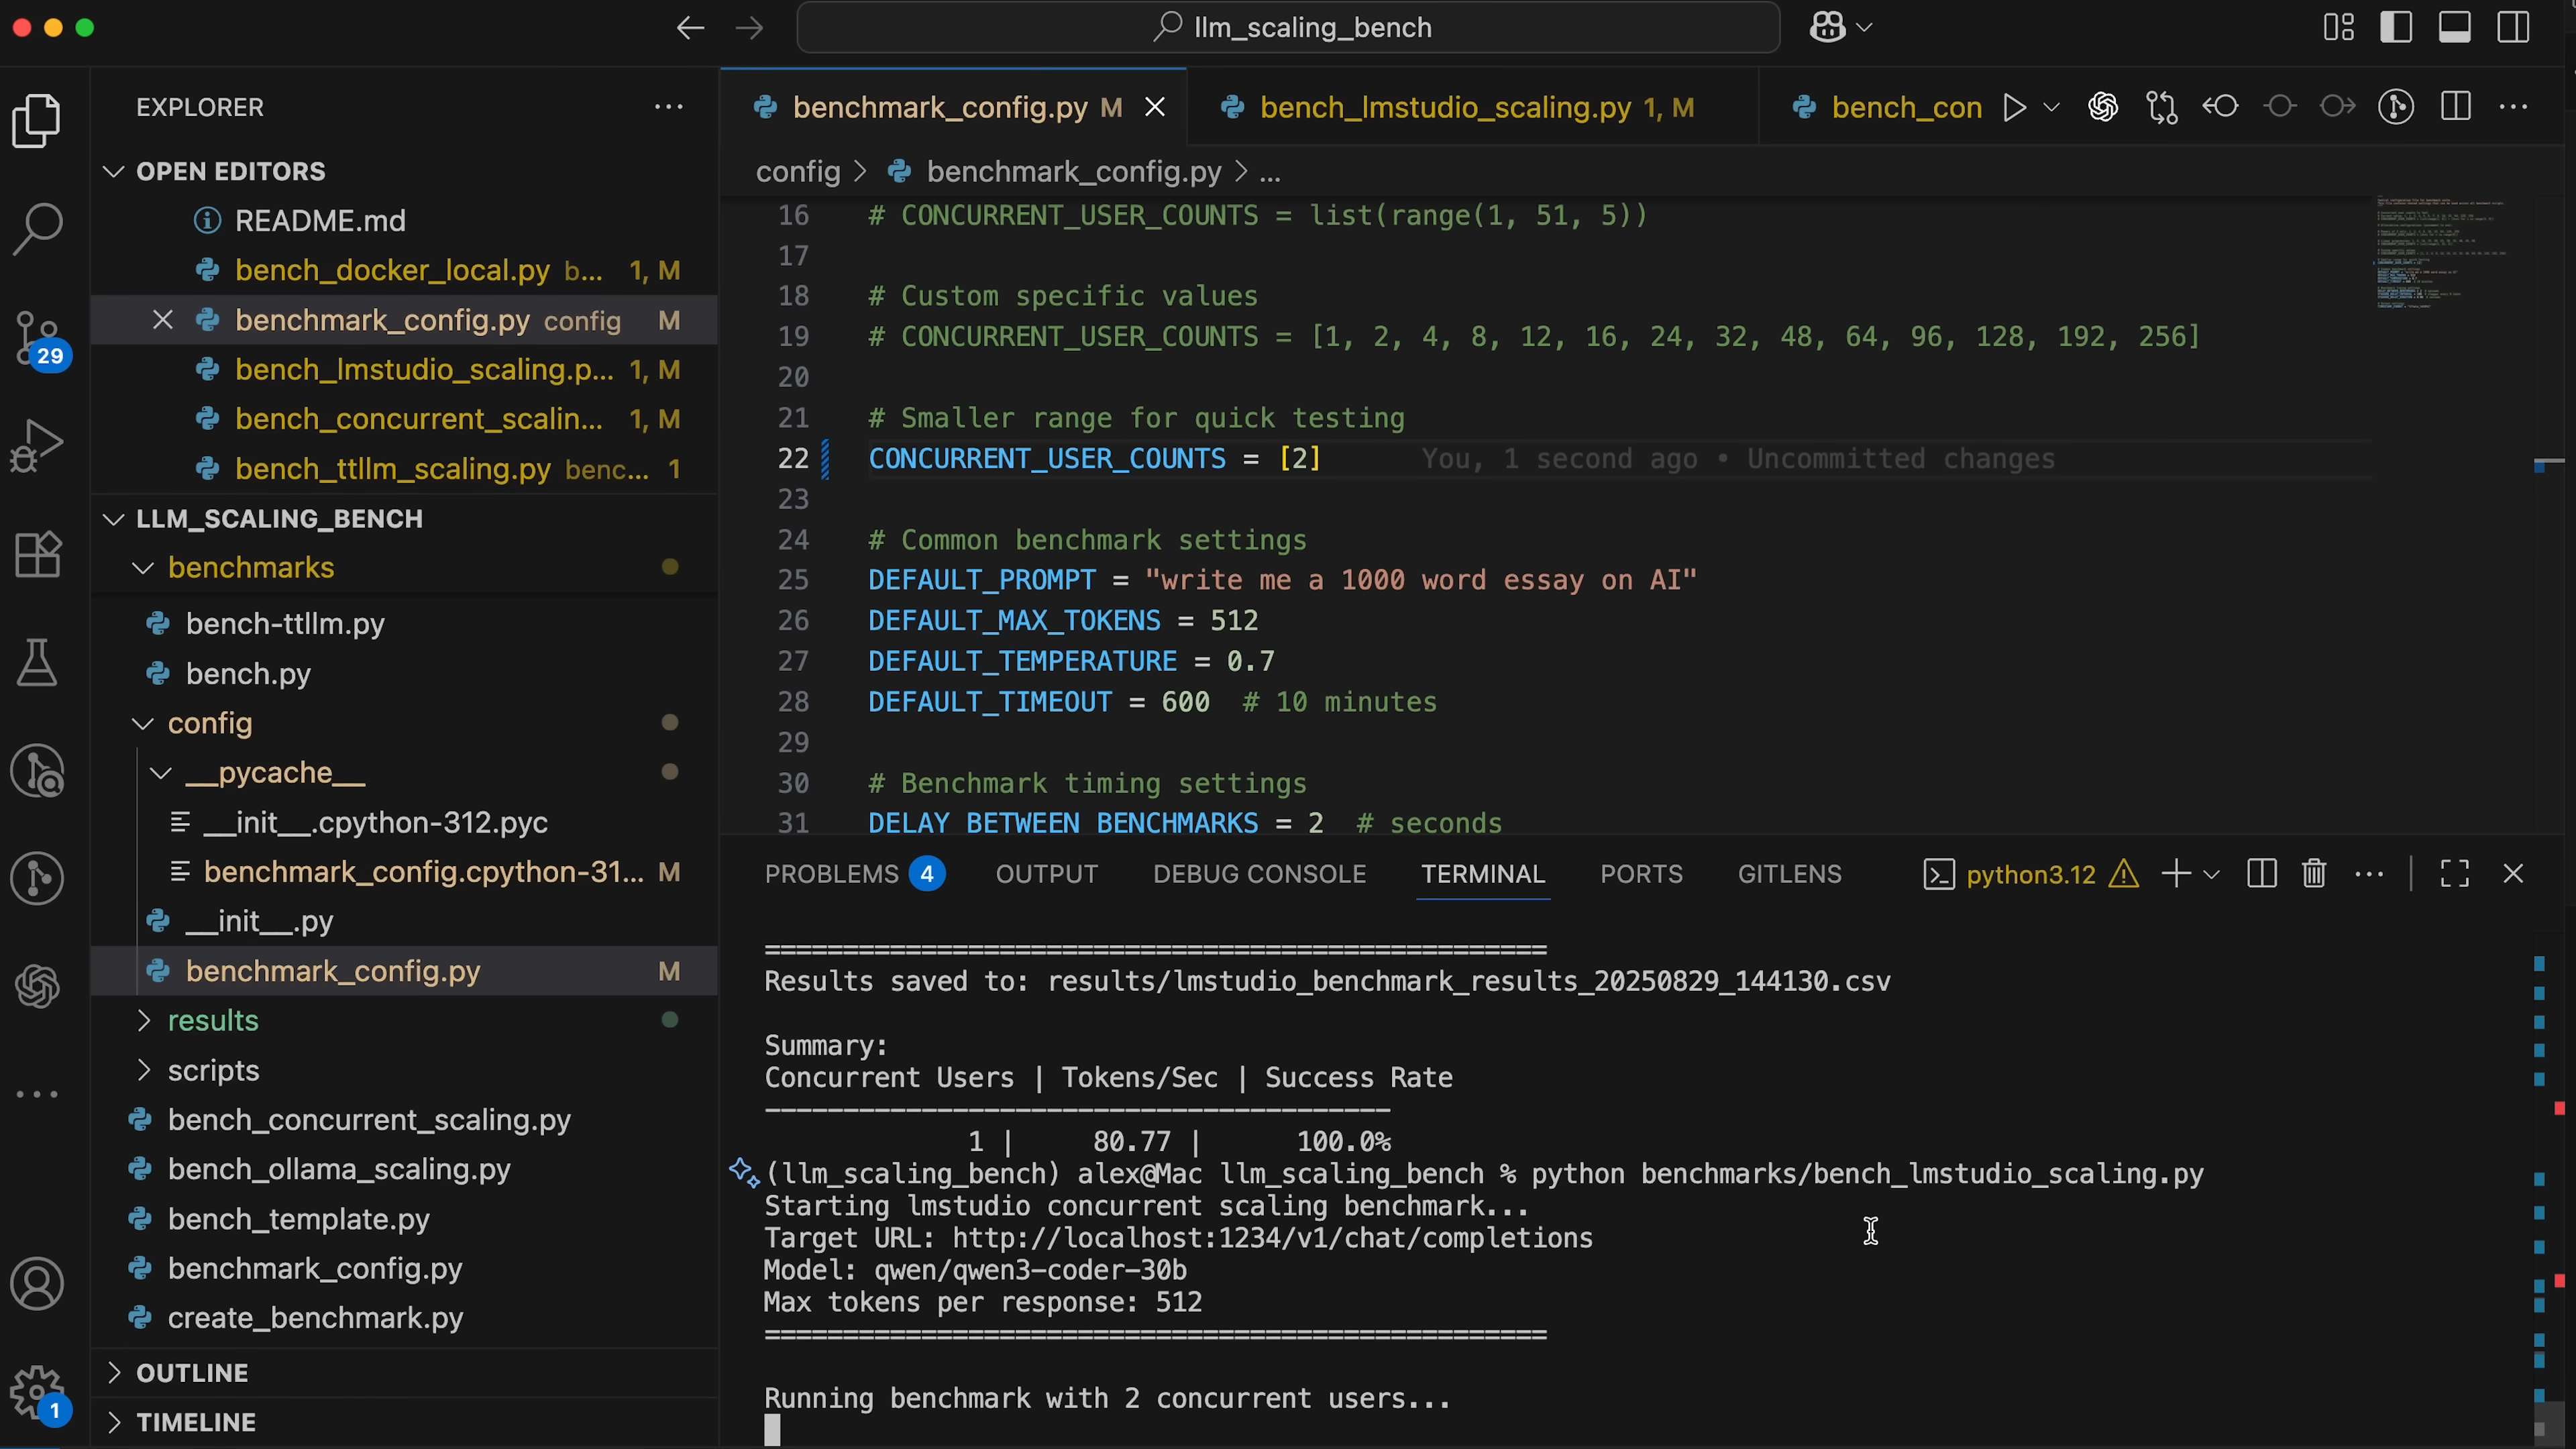 llm_scaling_bench
EXPLORER
OPEN EDITORS
README.md
bench_docker_local.py b... 1, M
benchmark_config.py config M
bench_lmstudio_scaling.p... 1, M
bench_concurrent_scalin... 1, M
bench_ttllm_scaling.py benc... 1
LLM_SCALING_BENCH
benchmarks
bench-ttllm.py
bench.py
config
__pycache__
__init__.cpython-312.pyc
benchmark_config.cpython-31... M
__init__.py
benchmark_config.py M
results
scripts
bench_concurrent_scaling.py
bench_ollama_scaling.py
bench_template.py
benchmark_config.py
create_benchmark.py
OUTLINE
TIMELINE
29
1
benchmark_config.py M
bench_lmstudio_scaling.py 1, M
bench_con
config > benchmark_config.py > ...
16 # CONCURRENT_USER_COUNTS = list(range(1, 51, 5))
17
18 # Custom specific values
19 # CONCURRENT_USER_COUNTS = [1, 2, 4, 8, 12, 16, 24, 32, 48, 64, 96, 128, 192, 256]
20
21 # Smaller range for quick testing
22 CONCURRENT_USER_COUNTS = [2] You, 1 second ago • Uncommitted changes
23
24 # Common benchmark settings
25 DEFAULT_PROMPT = "write me a 1000 word essay on AI"
26 DEFAULT_MAX_TOKENS = 512
27 DEFAULT_TEMPERATURE = 0.7
28 DEFAULT_TIMEOUT = 600 # 10 minutes
29
30 # Benchmark timing settings
31 DELAY_BETWEEN_BENCHMARKS = 2 # seconds
PROBLEMS 4 OUTPUT DEBUG CONSOLE TERMINAL PORTS GITLENS python3.12
==================================================
Results saved to: results/lmstudio_benchmark_results_20250829_144130.csv
Summary:
Concurrent Users | Tokens/Sec | Success Rate
----------------------------------------
1 | 80.77 | 100.0%
(llm_scaling_bench) alex@Mac llm_scaling_bench % python benchmarks/bench_lmstudio_scaling.py
Starting lmstudio concurrent scaling benchmark...
Target URL: http://localhost:1234/v1/chat/completions
Model: qwen/qwen3-coder-30b
Max tokens per response: 512
==================================================
Running benchmark with 2 concurrent users...